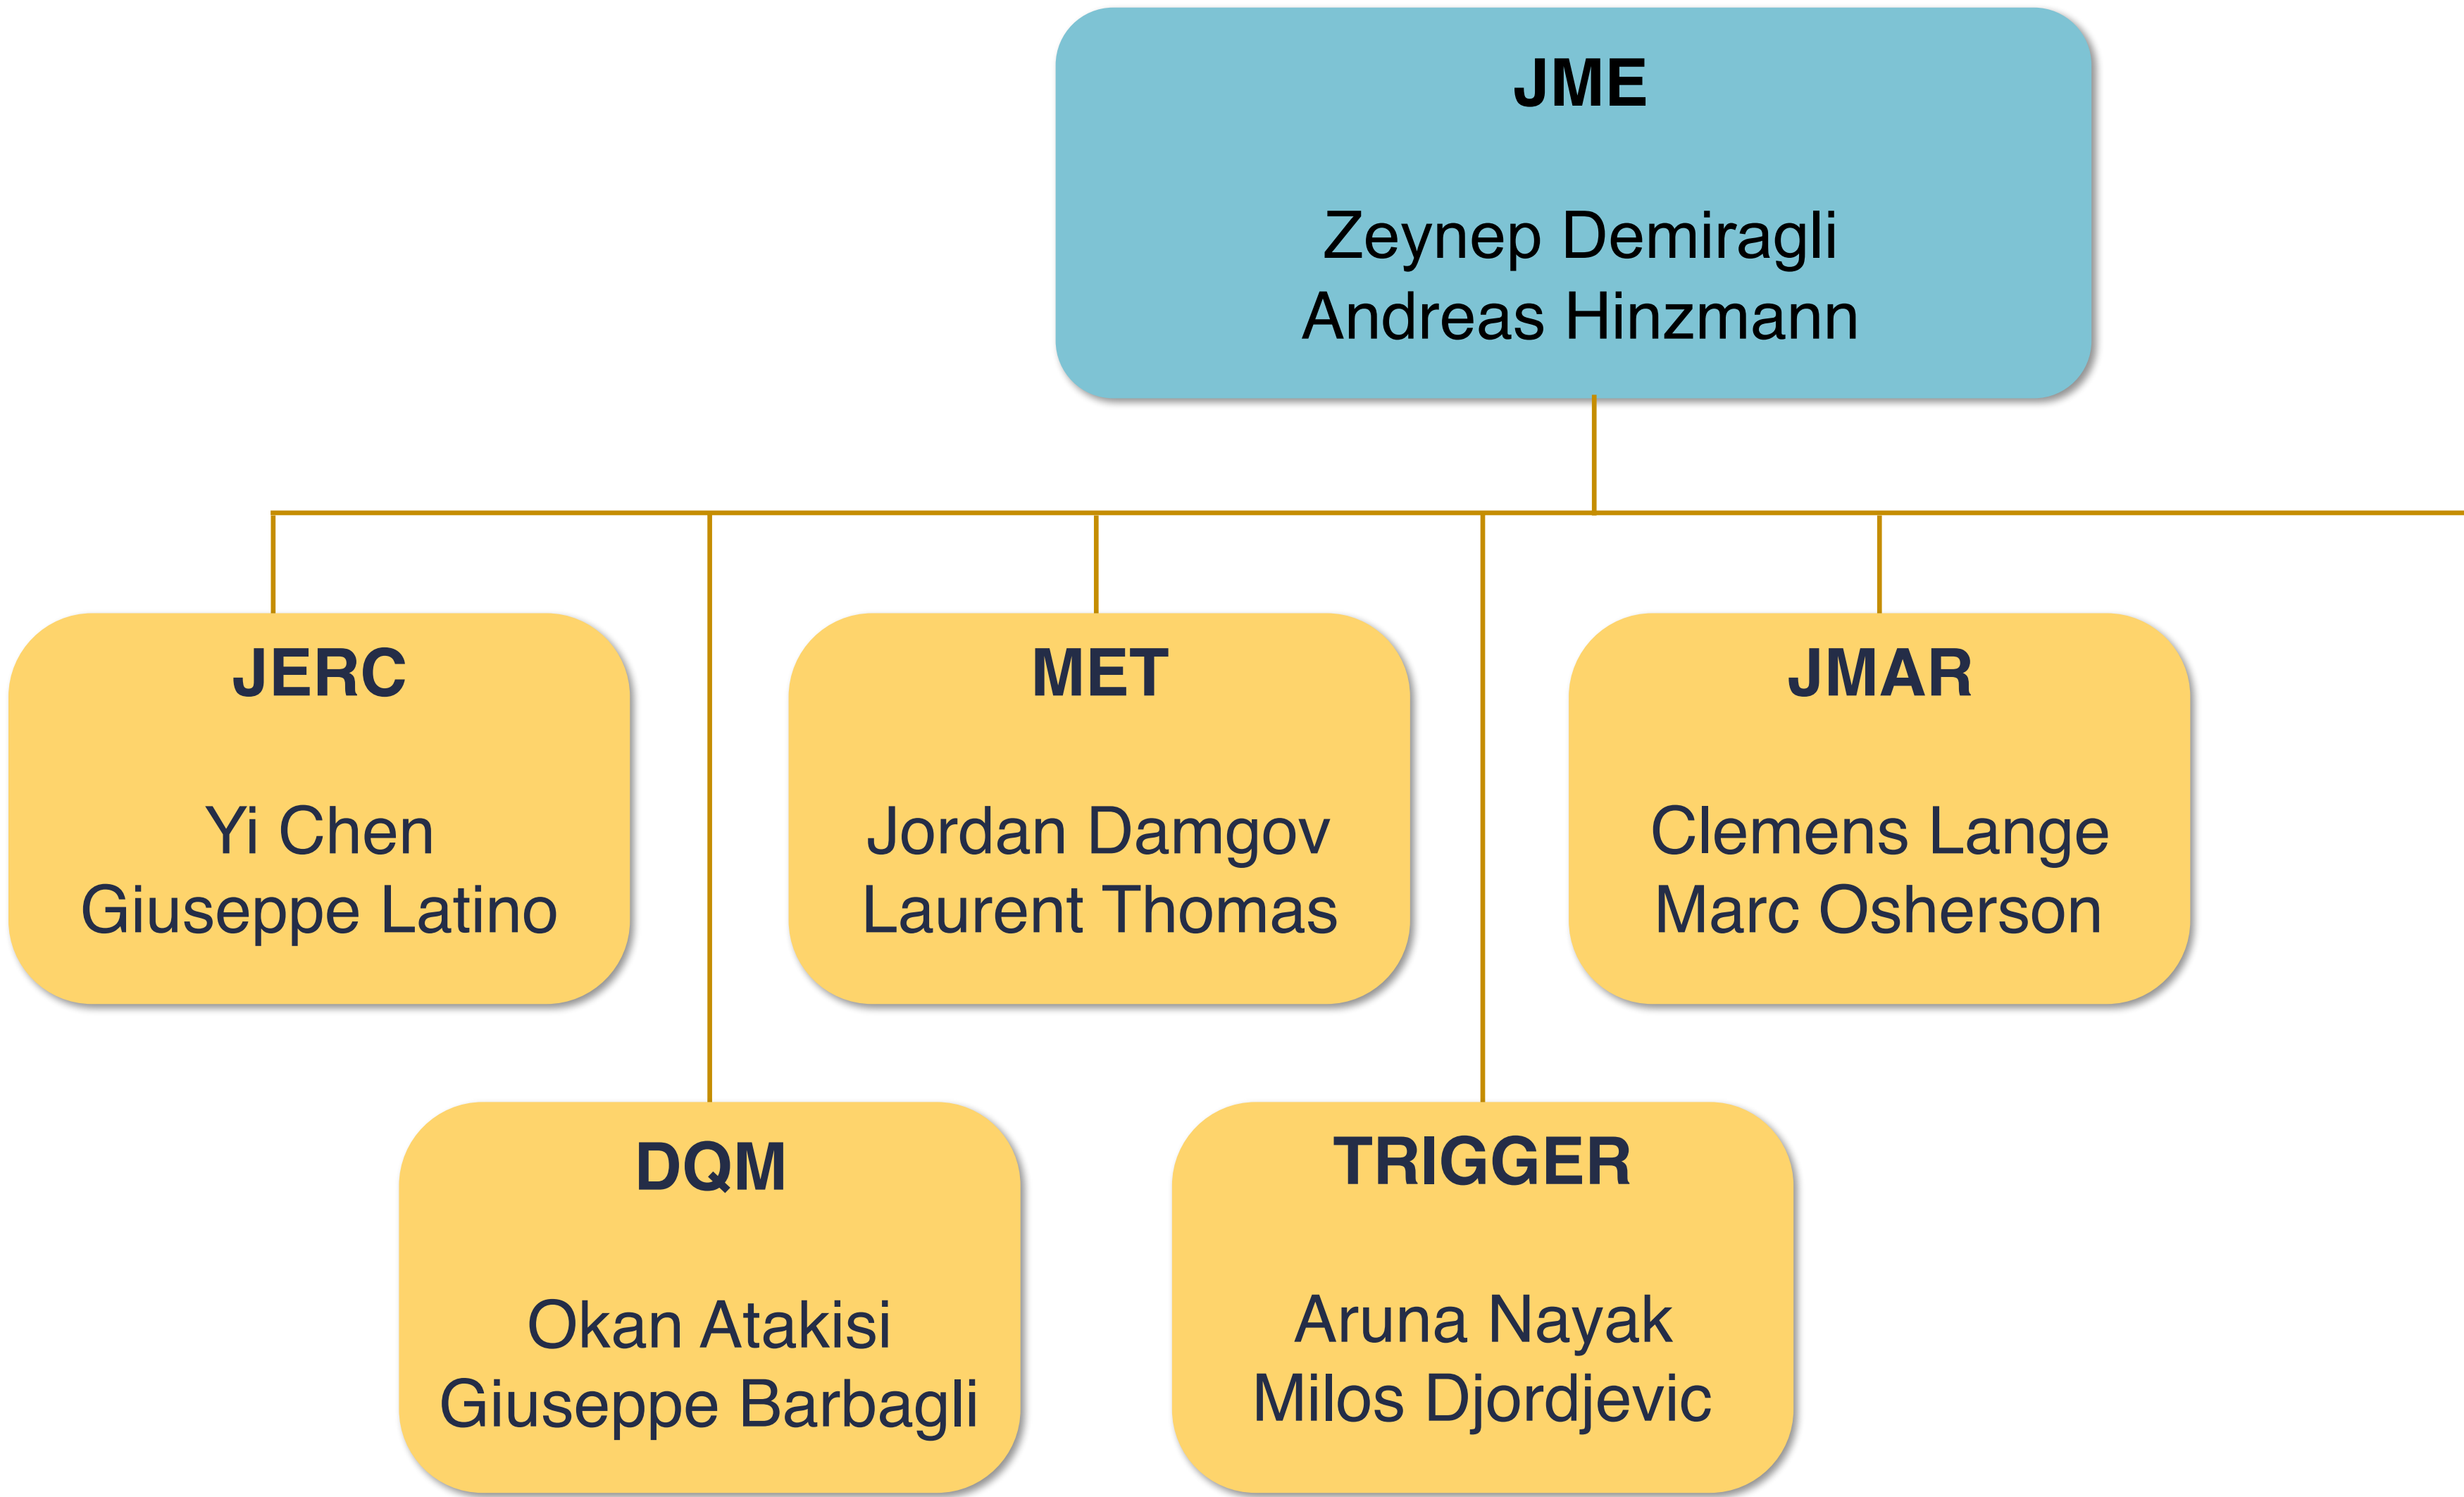 JME
Zeynep Demiragli
Andreas Hinzmann
JERC
Yi Chen
Giuseppe Latino
MET
Jordan Damgov
Laurent Thomas
JMAR
Clemens Lange
Marc Osherson
DQM
Okan Atakisi
Giuseppe Barbagli
TRIGGER
Aruna Nayak
Milos Djordjevic